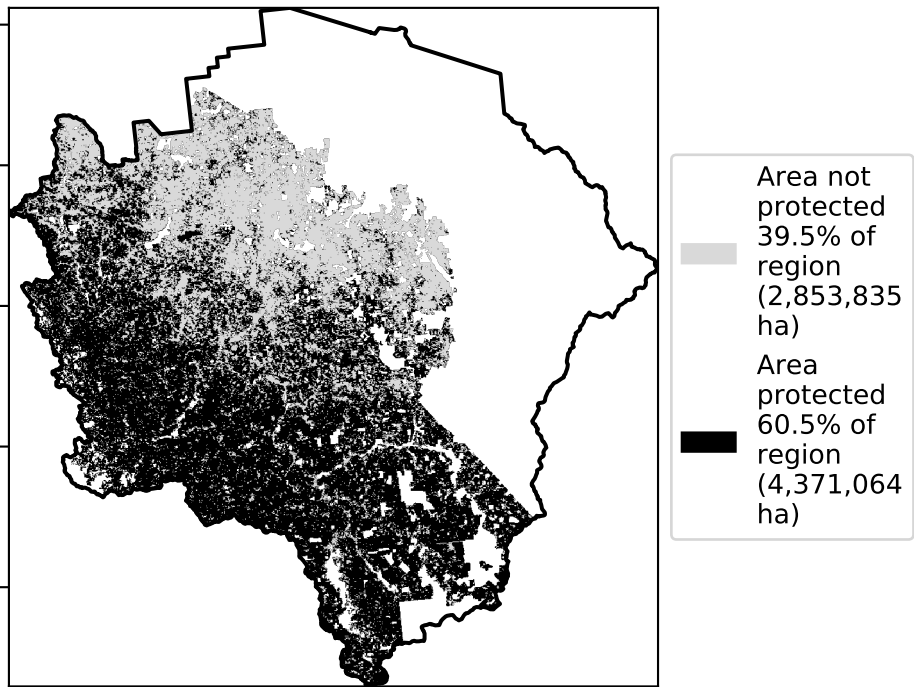 Area not
protected
39.5% of
region
(2,853,835
ha)
Area
protected
60.5% of
region
(4,371,064
ha)